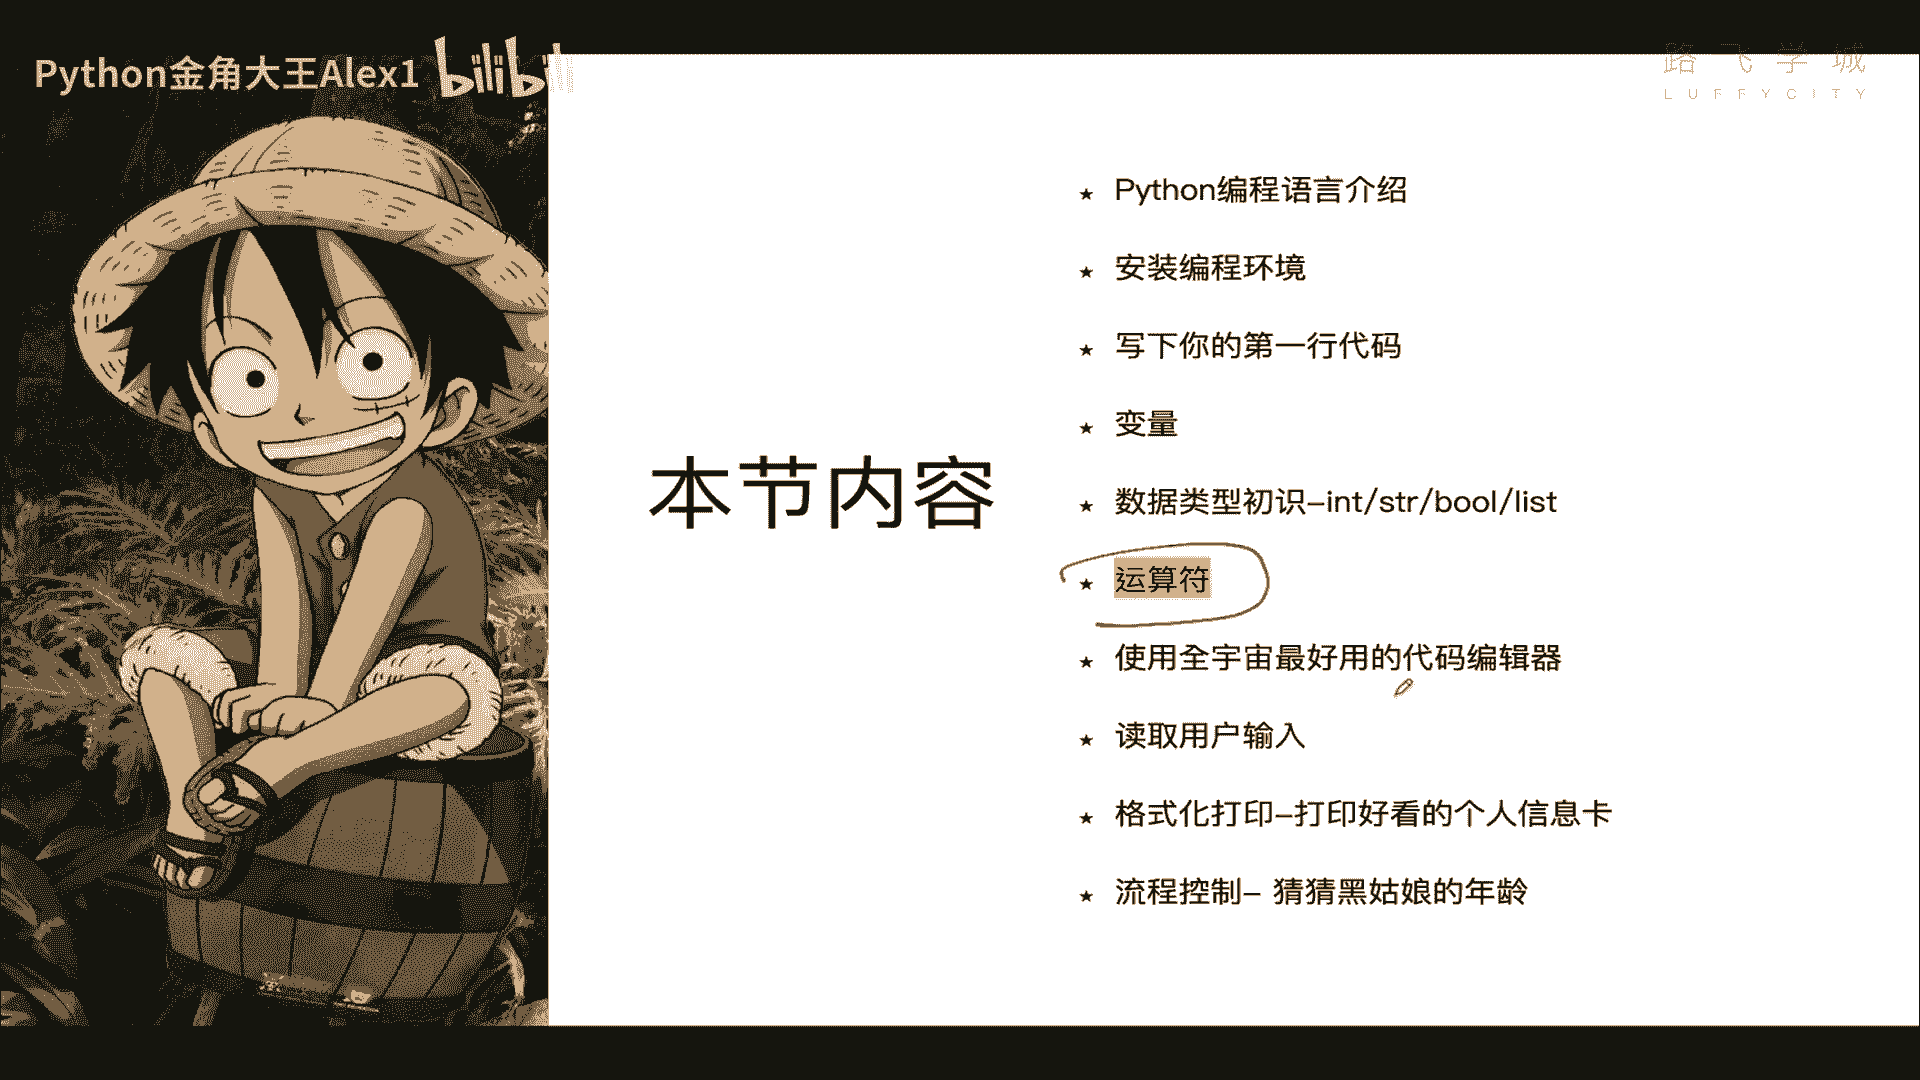 Python金角大王Alex1 bilibili
路飞学城
LUFFYCITY
本节内容
Python编程语言介绍
安装编程环境
写下你的第一行代码
变量
数据类型初识-int/str/bool/list
运算符
使用全宇宙最好用的代码编辑器
读取用户输入
格式化打印-打印好看的个人信息卡
流程控制- 猜猜黑姑娘的年龄